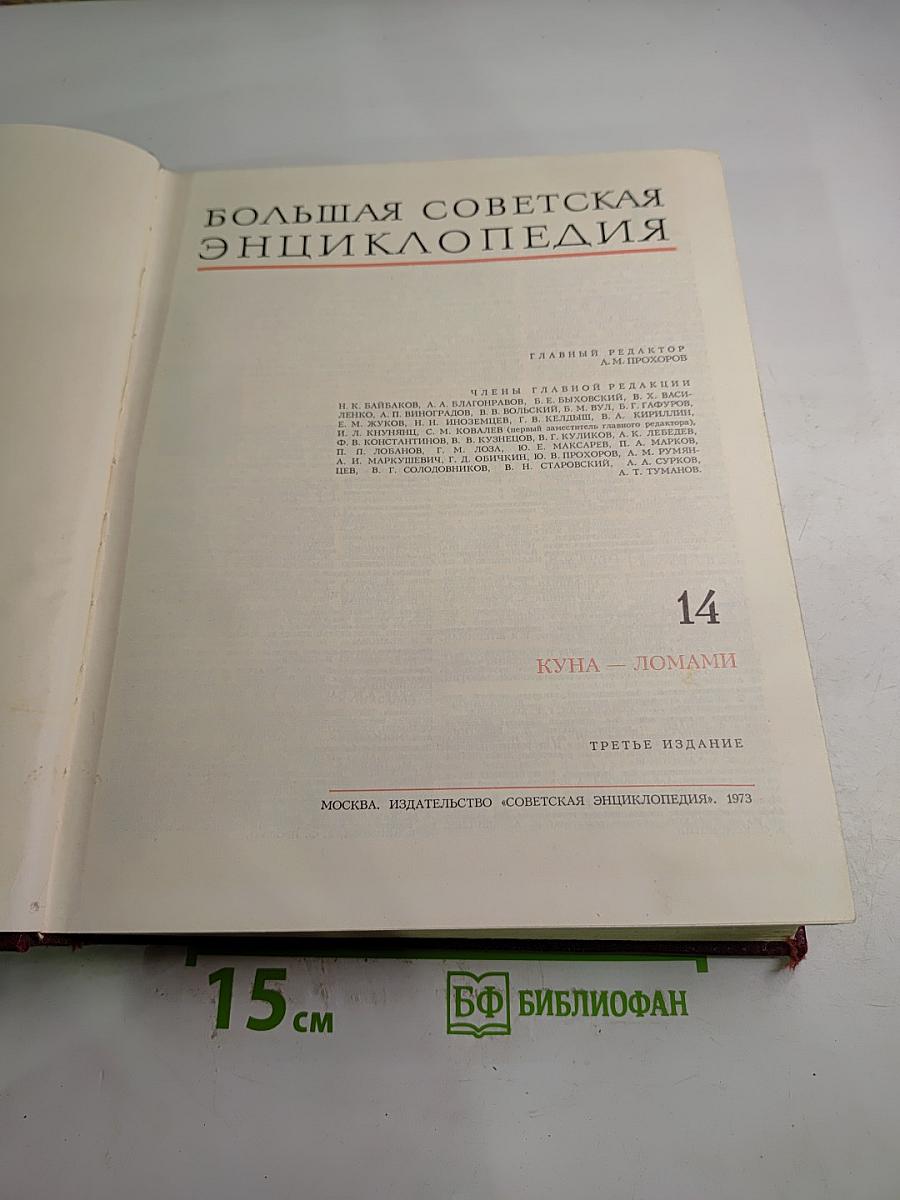 БОЛЬШАЯ СОВЕТСКАЯ
ЭНЦИКЛОПЕДИЯ
ГЛАВНЫЙ РЕДАКТОР
А. М. ПРОХОРОВ
ЧЛЕНЫ ГЛАВНОЙ РЕДАКЦИИ
Н. К. БАЙБАКОВ, А. А. БЛАГОНРАВОВ, Б. Е. БЫХОВСКИЙ, В. Х. ВАСИ-
ЛЕНКО, А. П. ВИНОГРАДОВ, В. В. ВОЛЬСКИЙ, Б. М. ВУЛ, Б. Г. ГАФУРОВ,
Е. М. ЖУКОВ, Н. Н. ИНОЗЕМЦЕВ, Г. В. КЕЛДЫШ, В. А. КИРИЛЛИН,
И. Л. КНУНЯНЦ, С. М. КОВАЛЕВ (первый заместитель главного редактора),
Ф. В. КОНСТАНТИНОВ, В. В. КУЗНЕЦОВ, В. Г. КУЛИКОВ, А. К. ЛЕБЕДЕВ,
П. П. ЛОБАНОВ, Г. М. ЛОЗА, Ю. Е. МАКСАРЕВ, П. А. МАРКОВ,
А. И. МАРКУШЕВИЧ, Г. Д. ОБИЧКИН, Ю. В. ПРОХОРОВ, А. М. РУМЯН-
ЦЕВ, В. Г. СОЛОДОВНИКОВ, В. Н. СТАРОВСКИЙ, А. А. СУРКОВ,
А. Т. ТУМАНОВ.
14
КУНА — ЛОМАМИ
ТРЕТЬЕ ИЗДАНИЕ
МОСКВА. ИЗДАТЕЛЬСТВО «СОВЕТСКАЯ ЭНЦИКЛОПЕДИЯ». 1973
15 см
БФ БИБЛИОФАН